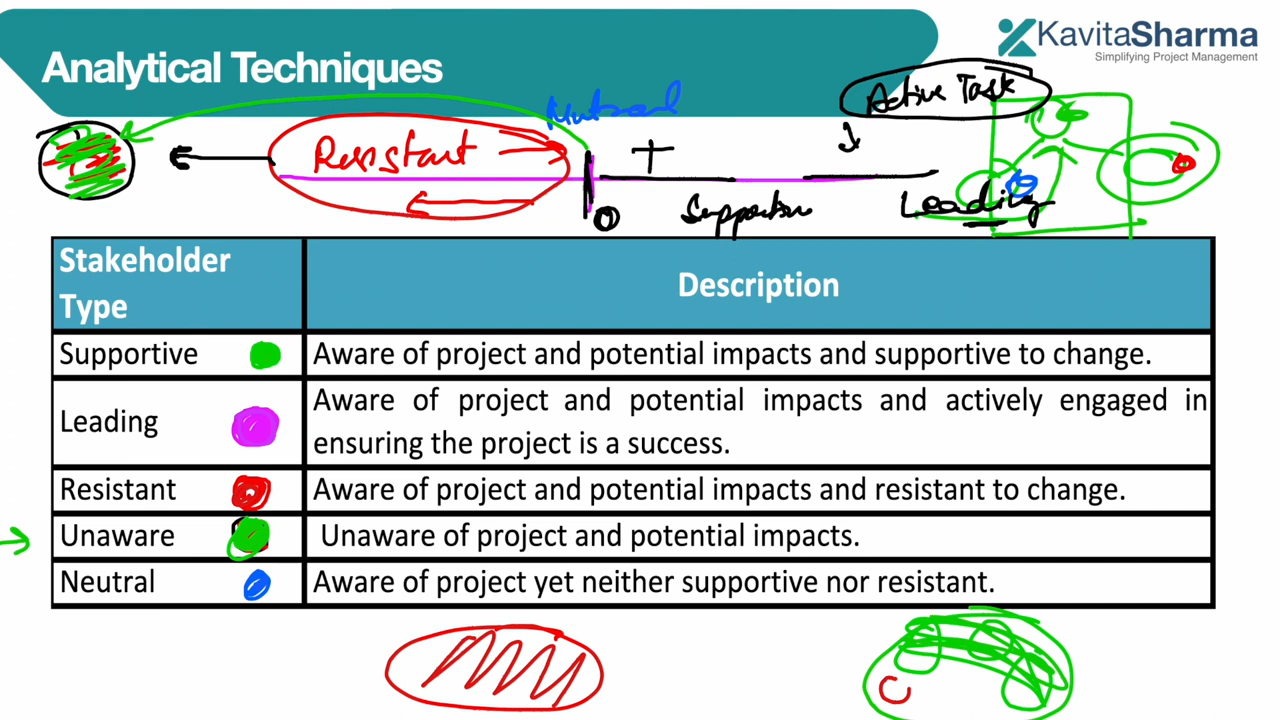 KavitaSharma
Simplifying Project Management
Analytical Techniques
Active Task
Neutral
Resistant
+
0
Supportive
Leading
Stakeholder Type
Description
Supportive
Aware of project and potential impacts and supportive to change.
Leading
Aware of project and potential impacts and actively engaged in
ensuring the project is a success.
Resistant
Aware of project and potential impacts and resistant to change.
Unaware
Unaware of project and potential impacts.
Neutral
Aware of project yet neither supportive nor resistant.